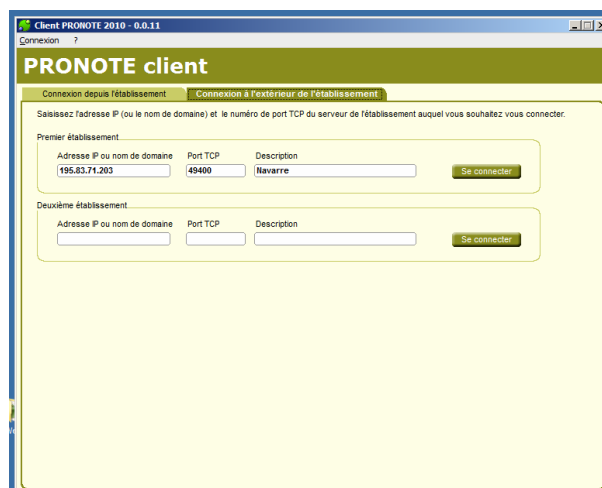 Client PRONOTE 2010 - 0.0.11
Connexion ?
PRONOTE client
Connexion depuis l'établissement Connexion à l'extérieur de l'établissement
Saisissez l'adresse IP (ou le nom de domaine) et le numéro de port TCP du serveur de l'établissement auquel vous souhaitez vous connecter.
Premier établissement
Adresse IP ou nom de domaine Port TCP Description
195.83.71.203 49400 Navarre Se connecter
Deuxième établissement
Adresse IP ou nom de domaine Port TCP Description
Se connecter